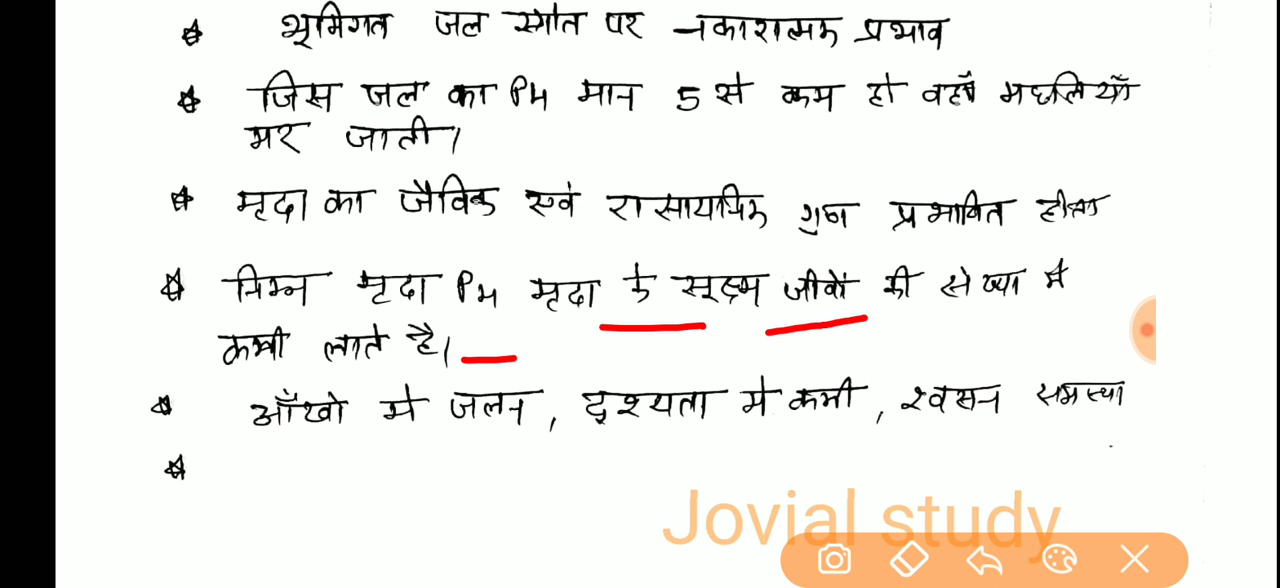 ☆ भूमिगत जल स्त्रोत पर नकारात्मक प्रभाव
☆ जिस जल का PH मान 5 से कम हो वहाँ मछलियाँ
मर जाती।
☆ मृदा का जैविक एवं रासायनिक गुण प्रभावित होता
☆ निम्न मृदा PH मृदा के सूक्ष्म जीवों की संख्या में
कमी लाते है।
☆ आँखो मे जलन, दृश्यता मे कमी, श्वसन समस्या
☆
Jovial study